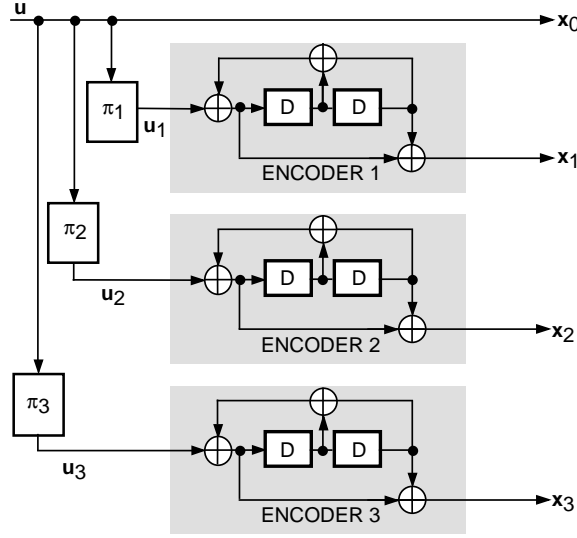 u
x0
π1
u1
D
D
ENCODER 1
x1
π2
u2
D
D
ENCODER 2
x2
π3
u3
D
D
ENCODER 3
x3